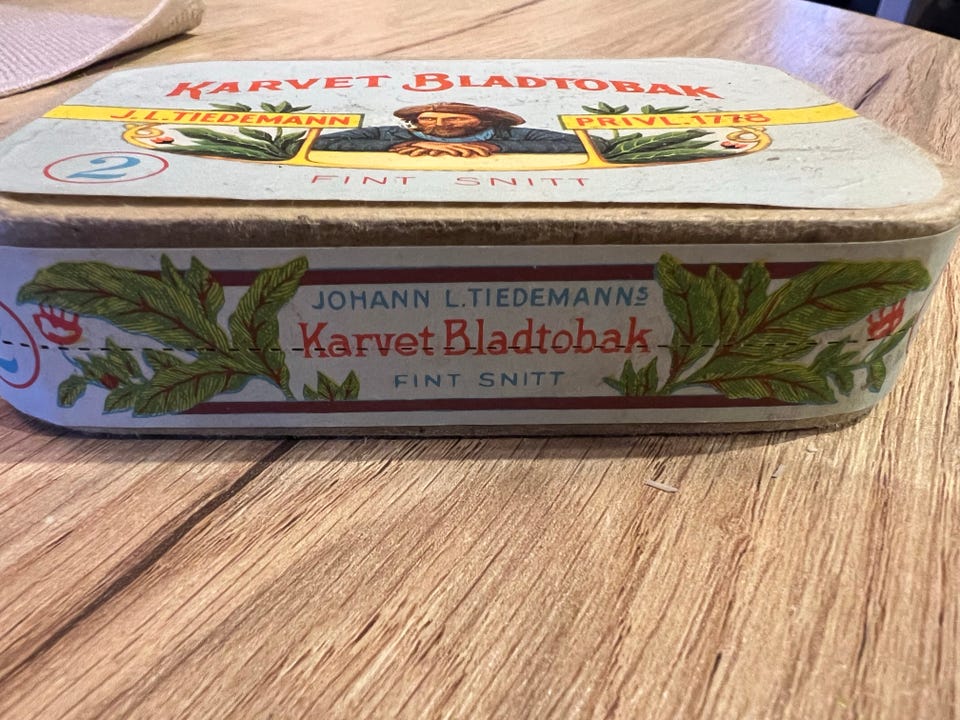 KARVET BLADTOBAK
J.L.TIEDEMANN PRIVL.1778
2
FINT SNITT
JOHANN L.TIEDEMANNS
Karvet Bladtobak
FINT SNITT